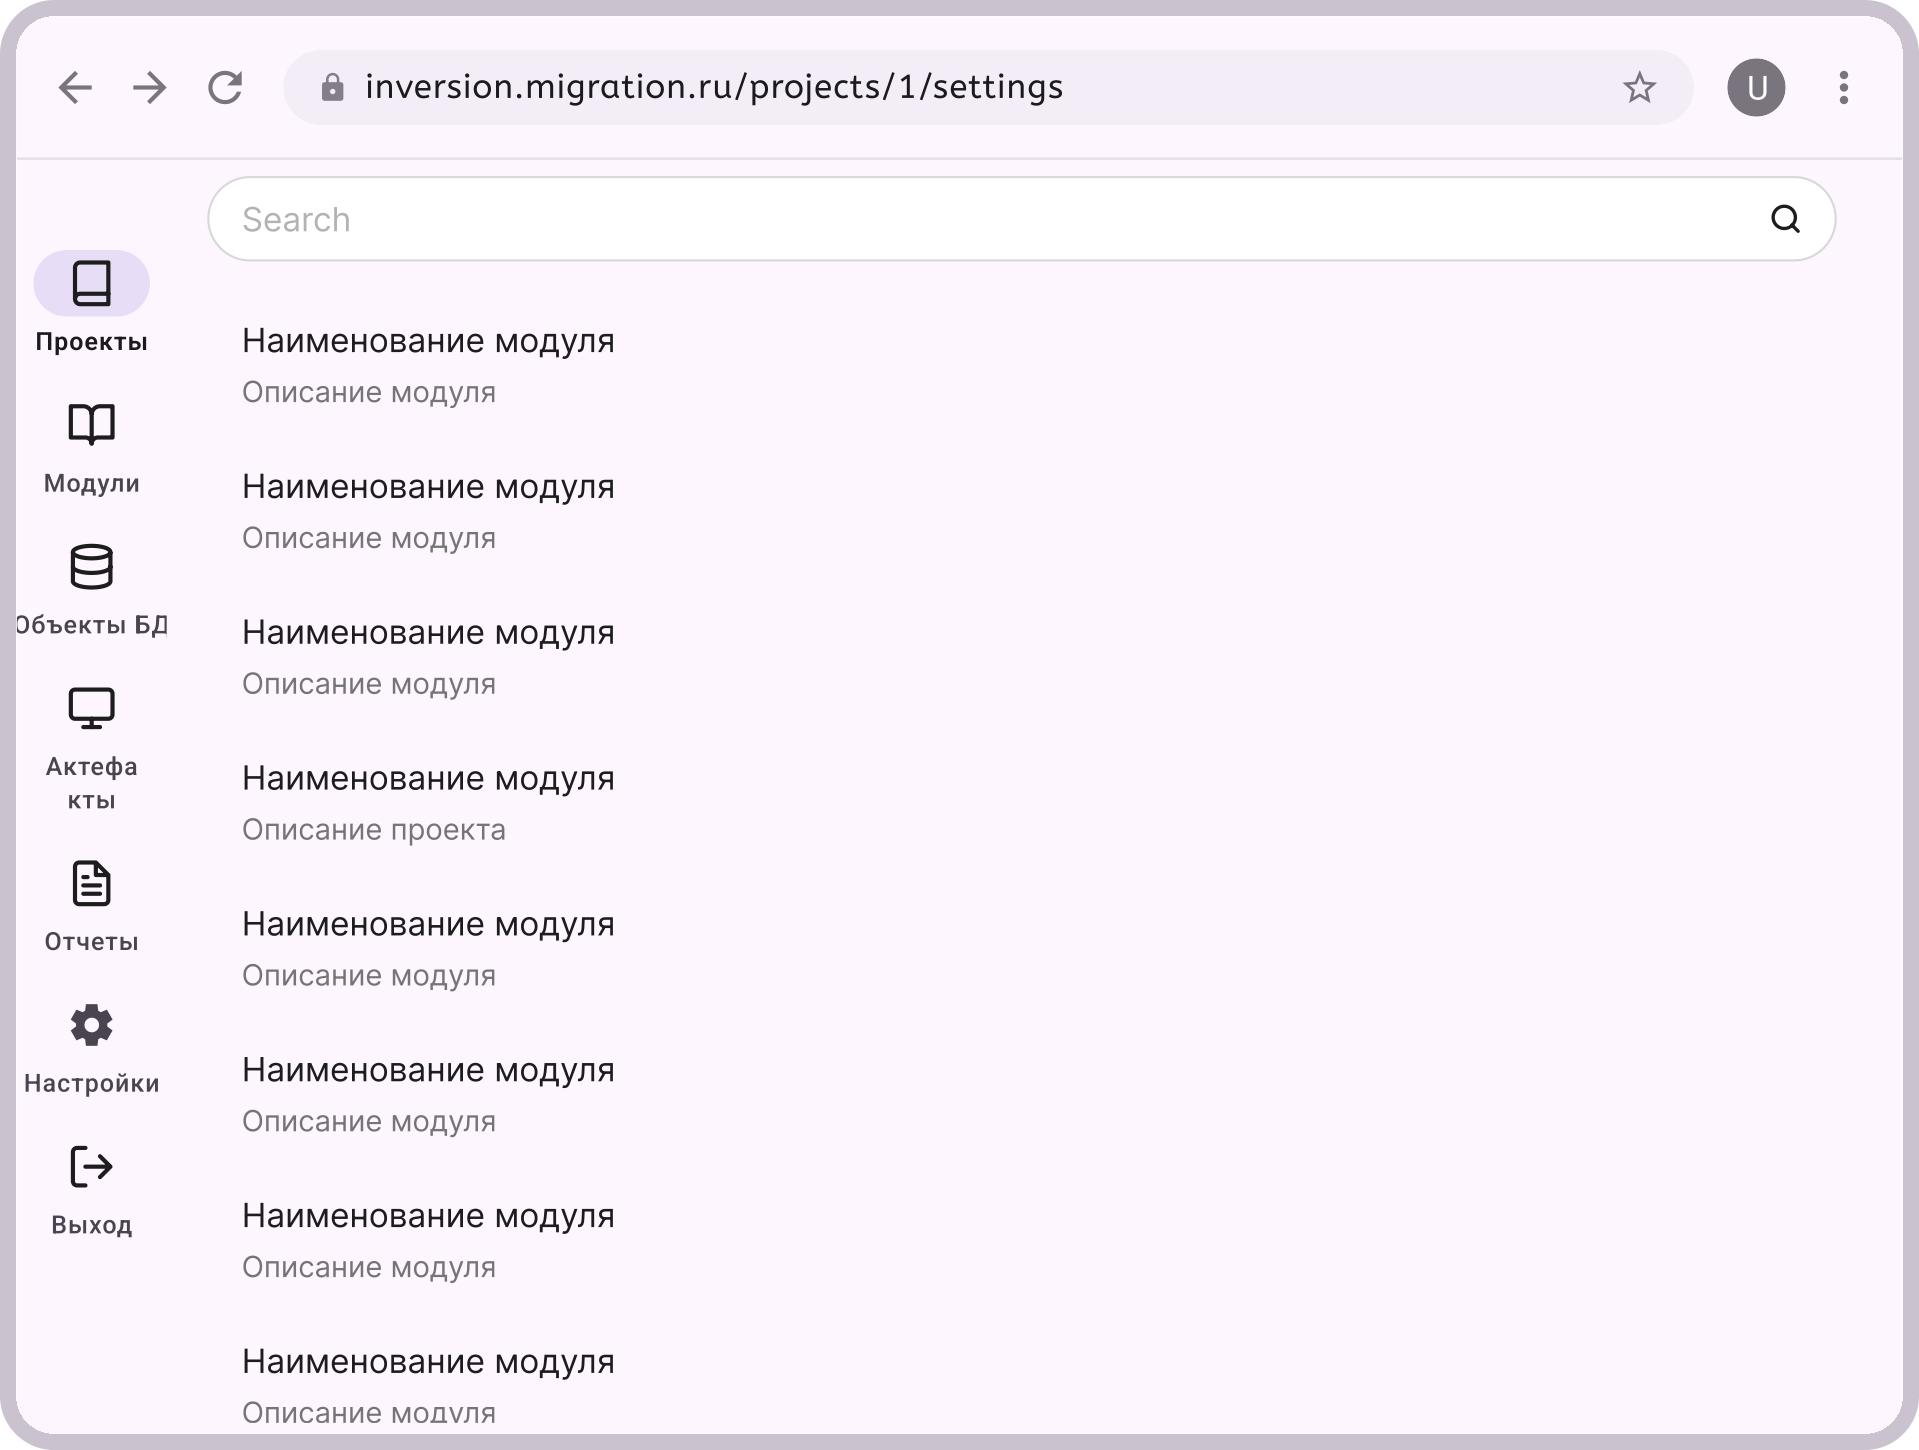 inversion.migration.ru/projects/1/settings
U
Search
Проекты
Модули
Объекты БД
Актефа
кты
Отчеты
Настройки
Выход
Наименование модуля
Описание модуля
Наименование модуля
Описание модуля
Наименование модуля
Описание модуля
Наименование модуля
Описание проекта
Наименование модуля
Описание модуля
Наименование модуля
Описание модуля
Наименование модуля
Описание модуля
Наименование модуля
Описание модуля